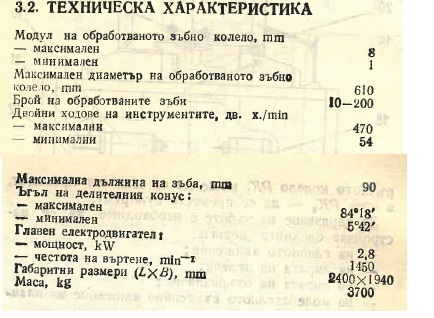 3.2. ТЕХНИЧЕСКА ХАРАКТЕРИСТИКА
Модул на обработваното зъбно колело, mm
— максимален 8
— минимален 1
Максимален диаметър на обработваното зъбно
колело, mm 610
Брой на обработваните зъби 10—200
Двойни ходове на инструментите, дв. х./min
— максимални 470
— минимални 54
Максимална дължина на зъба, mm 90
Ъгъл на делителния конус:
— максимален 84°18′
— минимален 5°42′
Главен електродвигател:
— мощност, kW 2,8
— честота на въртене, min⁻¹ 1450
Габаритни размери (L×B), mm 2400×1940
Маса, kg 3700